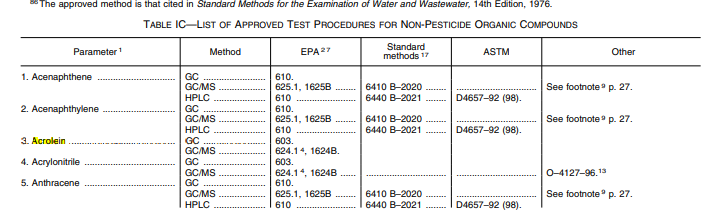 86 The approved method is that cited in Standard Methods for the Examination of Water and Wastewater, 14th Edition, 1976.
TABLE IC—LIST OF APPROVED TEST PROCEDURES FOR NON-PESTICIDE ORGANIC COMPOUNDS
Parameter 1 Method EPA 2 7 Standard methods 17 ASTM Other
1. Acenaphthene ................................ GC .................... 610.
GC/MS .............. 625.1, 1625B ....... 6410 B–2020 ........ ........................... See footnote 9 p. 27.
HPLC ................ 610 ...................... 6440 B–2021 ........ D4657–92 (98).
2. Acenaphthylene ............................. GC .................... 610.
GC/MS .............. 625.1, 1625B ....... 6410 B–2020 ........ ........................... See footnote 9 p. 27.
HPLC ................ 610 ...................... 6440 B–2021 ........ D4657–92 (98).
3. Acrolein .......................................... GC .................... 603.
GC/MS .............. 624.1 4, 1624B.
4. Acrylonitrile ..................................... GC .................... 603.
GC/MS .............. 624.1 4, 1624B ..... ............................. ........................... O–4127–96.13
5. Anthracene ..................................... GC .................... 610.
GC/MS .............. 625.1, 1625B ....... 6410 B–2020 ........ ........................... See footnote 9 p. 27.
HPLC ................ 610 ...................... 6440 B–2021 ........ D4657–92 (98).